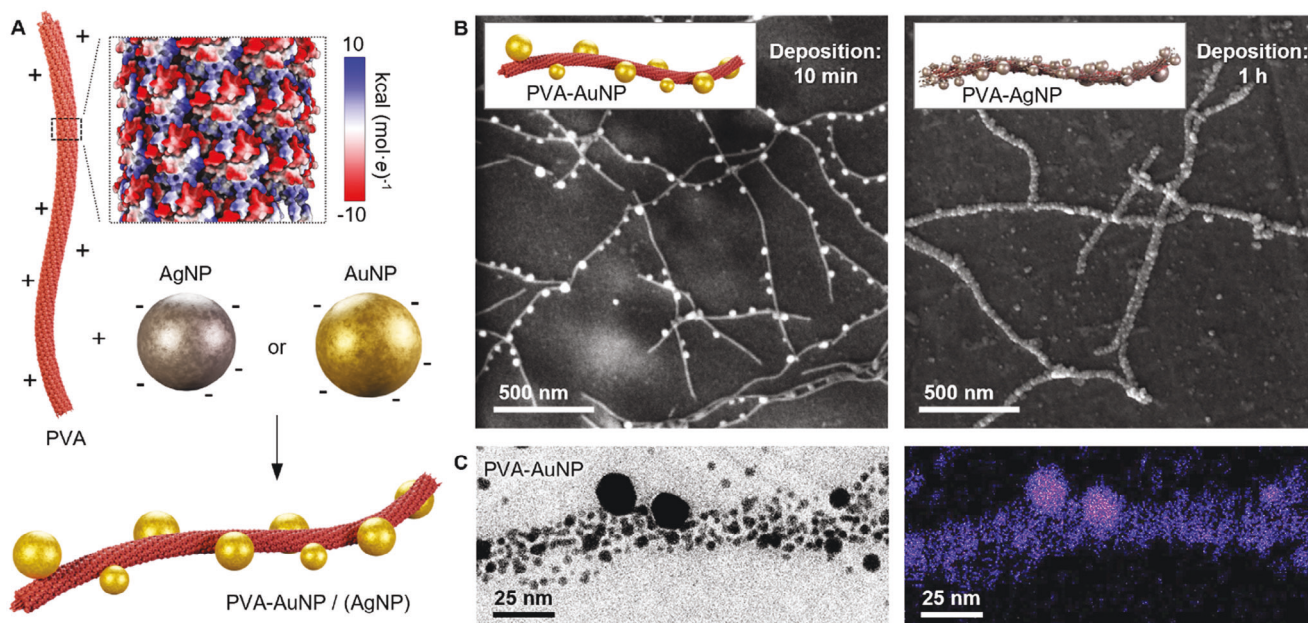 A
+
10
kcal (mol·e)⁻¹
-10
+
+
+
+
+
+
PVA
AgNP
- - - - -
+
or
AuNP
- - - - -
PVA-AuNP / (AgNP)
B
PVA-AuNP
Deposition:
10 min
500 nm
PVA-AgNP
Deposition:
1 h
500 nm
C
PVA-AuNP
25 nm
25 nm